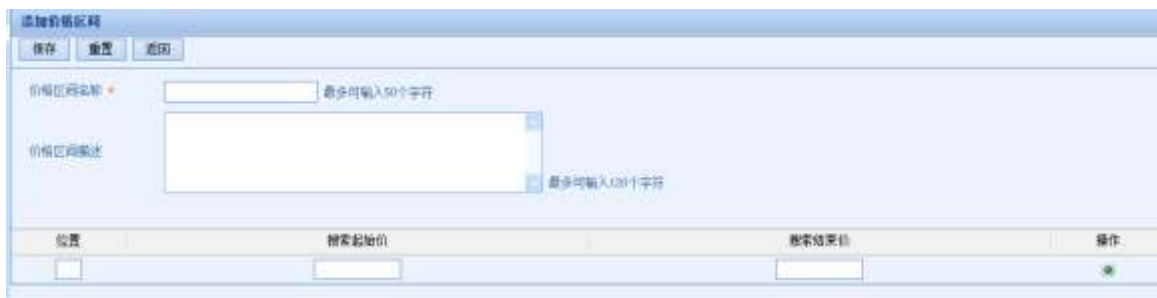 添加价格区间
保存 重置 返回
价格区间名称 * 最多可输入50个字符
价格区间描述 最多可输入120个字符
位置 搜索起始价 搜索结束价 操作